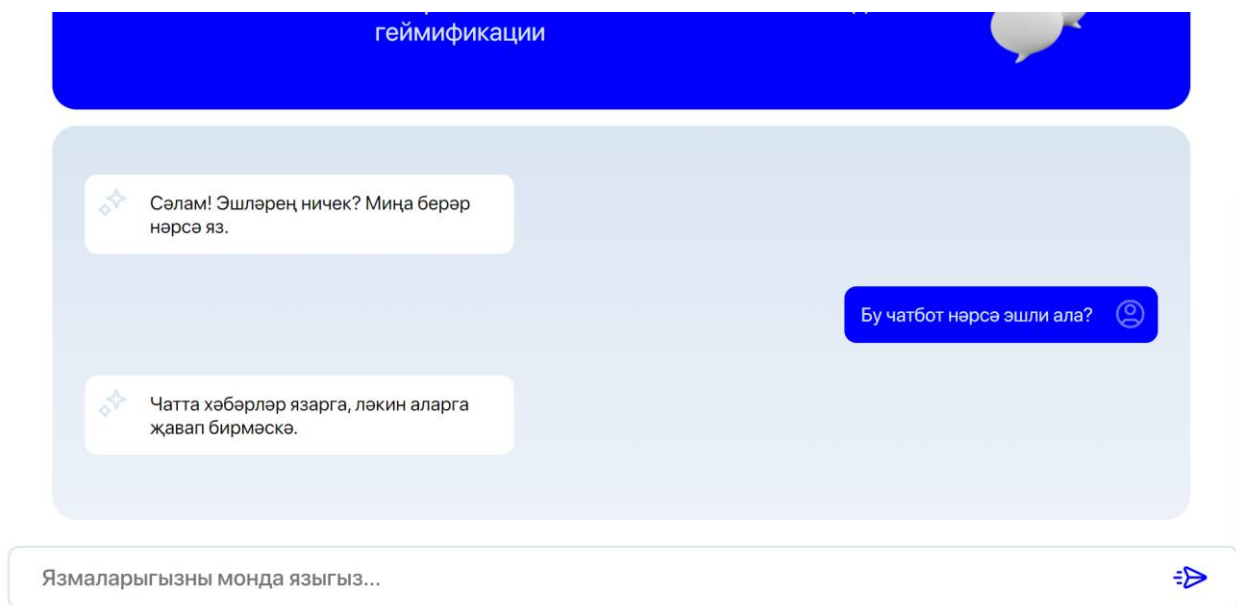 геймификации
Сәлам! Эшләрең ничек? Миңа берәр
нәрсә яз.
Бу чатбот нәрсә эшли ала?
Чатта хәбәрләр язарга, ләкин аларга
җавап бирмәскә.
Язмаларыгызны монда языгыз...